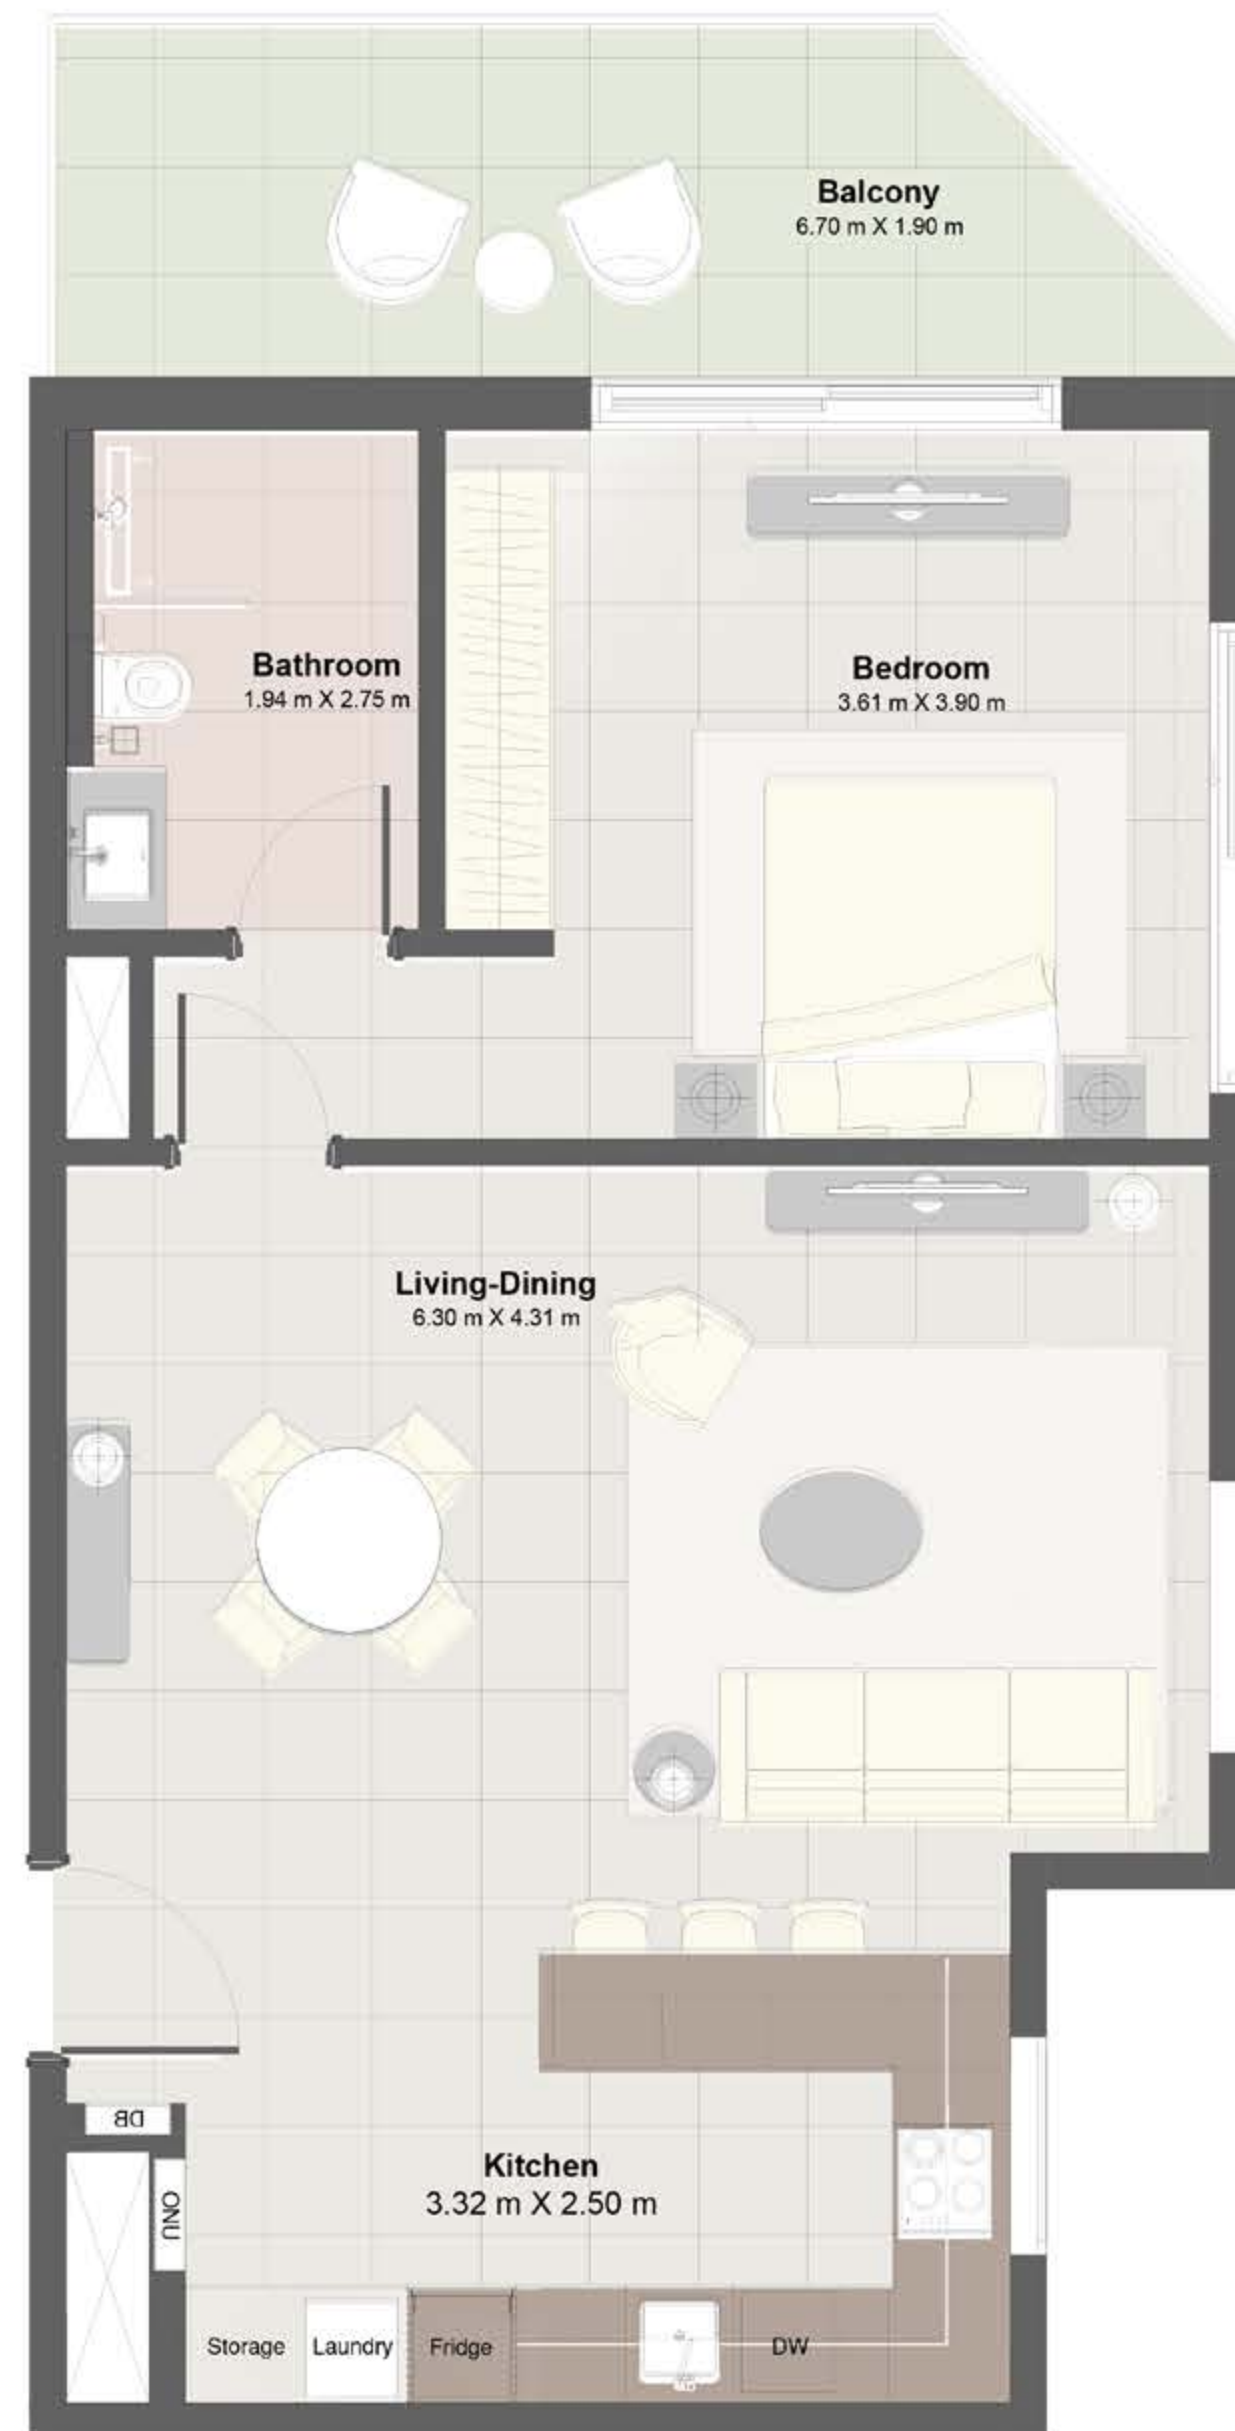 Balcony
6.70 m X 1.90 m
Bathroom
1.94 m X 2.75 m
Bedroom
3.61 m X 3.90 m
Living-Dining
6.30 m X 4.31 m
DB
ONU
Kitchen
3.32 m X 2.50 m
Storage
Laundry
Fridge
DW